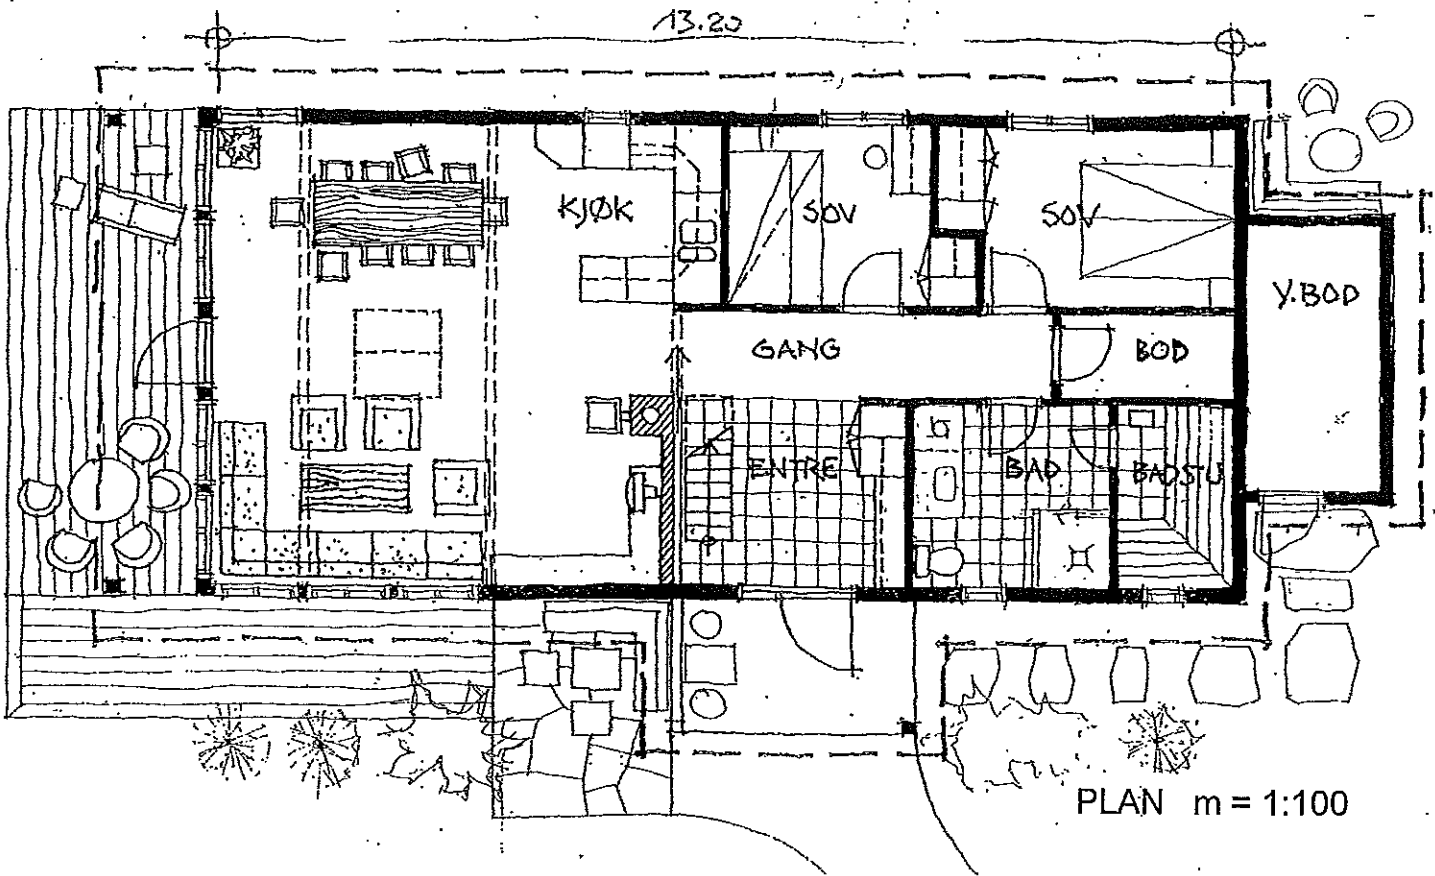 13.20
KJØK
SOV
SOV
Y.BOD
GANG
BOD
ENTRE
BAD
BADSTU
PLAN m = 1:100